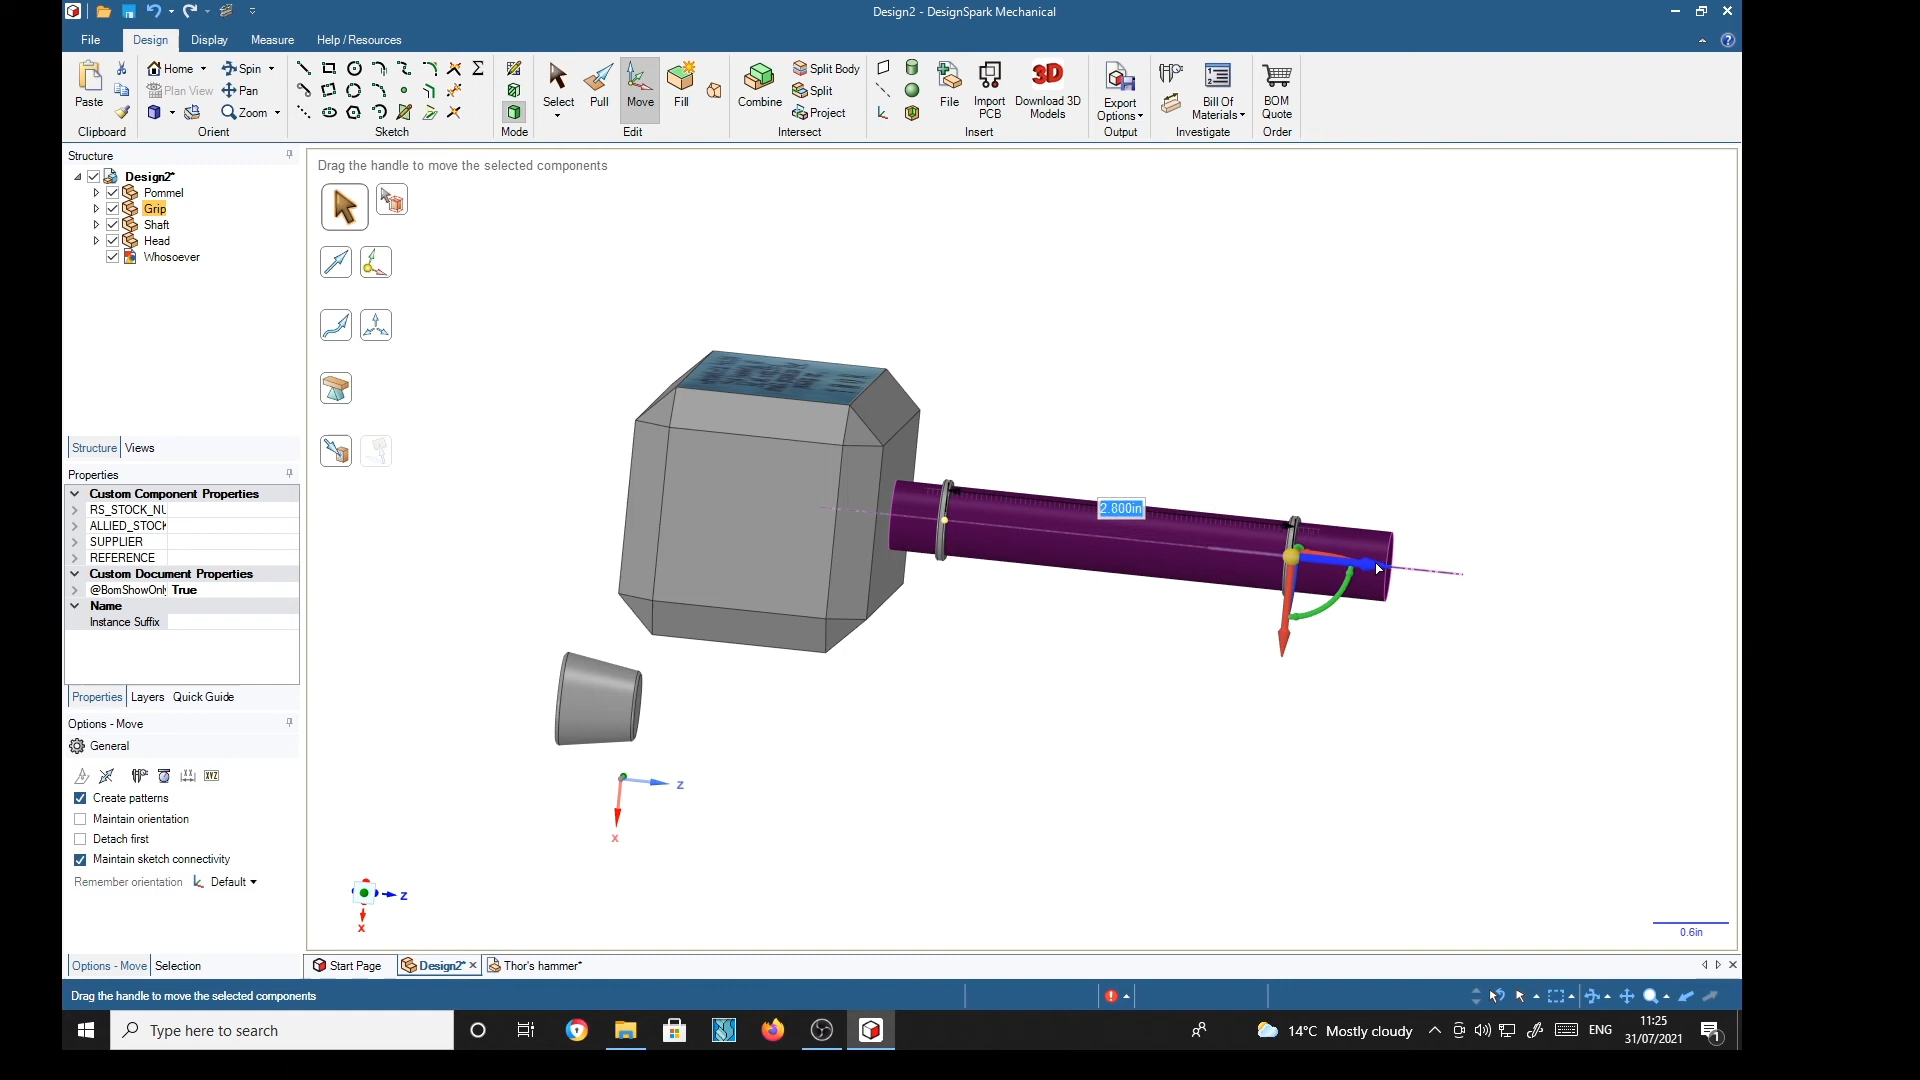 Design2 - DesignSpark Mechanical
File
Design
Display
Measure
Help / Resources
Paste
Clipboard
Home
Spin
Plan View
Pan
Zoom
Orient
Sketch
Mode
Select
Pull
Move
Fill
Edit
Combine
Split Body
Split
Project
Intersect
File
Import PCB
Download 3D Models
Insert
Export Options
Output
Bill Of Materials
Investigate
BOM Quote
Order
Structure
Design2*
Pommel
Grip
Shaft
Head
Whosoever
Structure
Views
Properties
Custom Component Properties
RS_STOCK_NU
ALLIED_STOCK
SUPPLIER
REFERENCE
Custom Document Properties
@BomShowOnl True
Name
Instance Suffix
Properties
Layers
Quick Guide
Options - Move
General
Create patterns
Maintain orientation
Detach first
Maintain sketch connectivity
Remember orientation
Default
Options - Move
Selection
Drag the handle to move the selected components
3D
2.800in
Z
X
Z
X
0.6in
Start Page
Design2*
Thor's hammer*
Drag the handle to move the selected components
Type here to search
14°C Mostly cloudy
ENG
11:25
31/07/2021
1